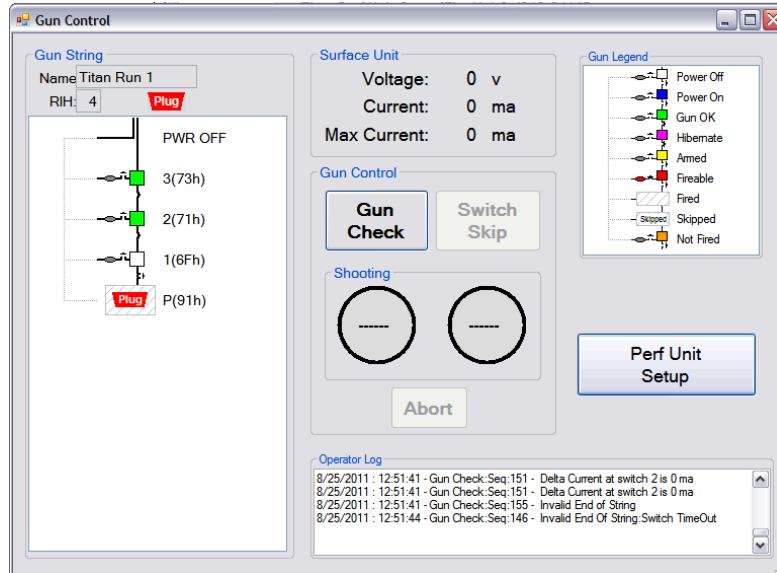 Gun Control
Gun String
Name Titan Run 1
RIH: 4 Plug
PWR OFF
3(73h)
2(71h)
1(6Fh)
Plug P(91h)
Surface Unit
Voltage: 0 v
Current: 0 ma
Max Current: 0 ma
Gun Control
Gun Check
Switch Skip
Shooting
------ ------
Abort
Gun Legend
Power Off
Power On
Gun OK
Hibernate
Armed
Fireable
Fired
Skipped Skipped
Not Fired
Perf Unit
Setup
Operator Log
8/25/2011 : 12:51:41 - Gun Check:Seq:151 - Delta Current at switch 2 is 0 ma
8/25/2011 : 12:51:41 - Gun Check:Seq:151 - Delta Current at switch 2 is 0 ma
8/25/2011 : 12:51:41 - Gun Check:Seq:155 - Invalid End of String
8/25/2011 : 12:51:44 - Gun Check:Seq:146 - Invalid End Of String:Switch TimeOut